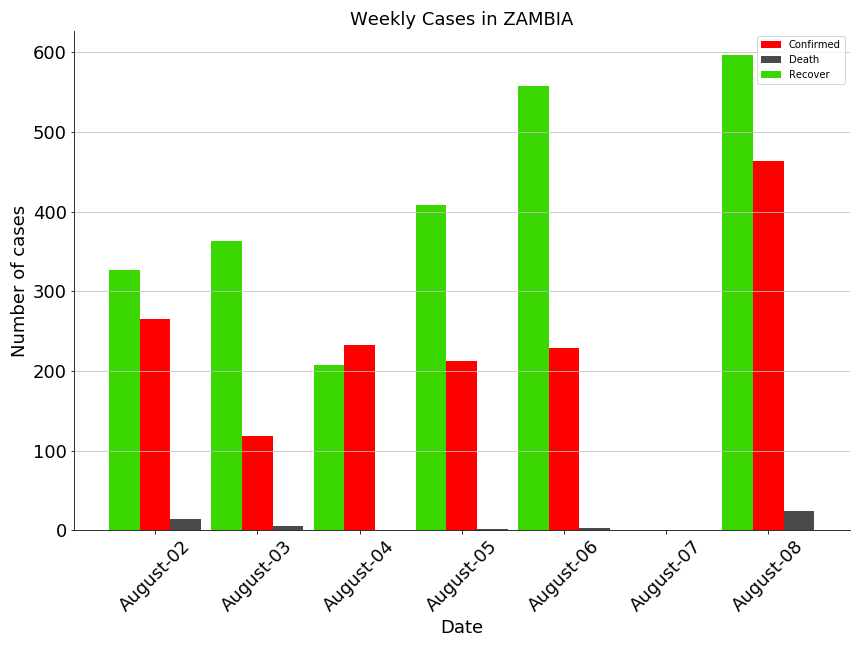 Weekly Cases in ZAMBIA
Confirmed
Death
Recover
Number of cases
600
500
400
300
200
100
0
August-02
August-03
August-04
August-05
August-06
August-07
August-08
Date